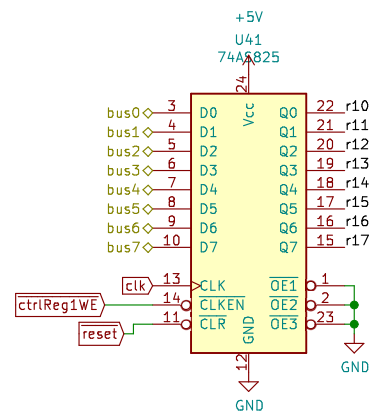 +5V
U41
74AS825
24
Vcc
bus0 3 D0 Q0 22 r10
bus1 4 D1 Q1 21 r11
bus2 5 D2 Q2 20 r12
bus3 6 D3 Q3 19 r13
bus4 7 D4 Q4 18 r14
bus5 8 D5 Q5 17 r15
bus6 9 D6 Q6 16 r16
bus7 10 D7 Q7 15 r17
clk 13 CLK OE1 1
ctrlReg1WE 14 CLKEN OE2 2
reset 11 CLR OE3 23
GND
12
GND
GND